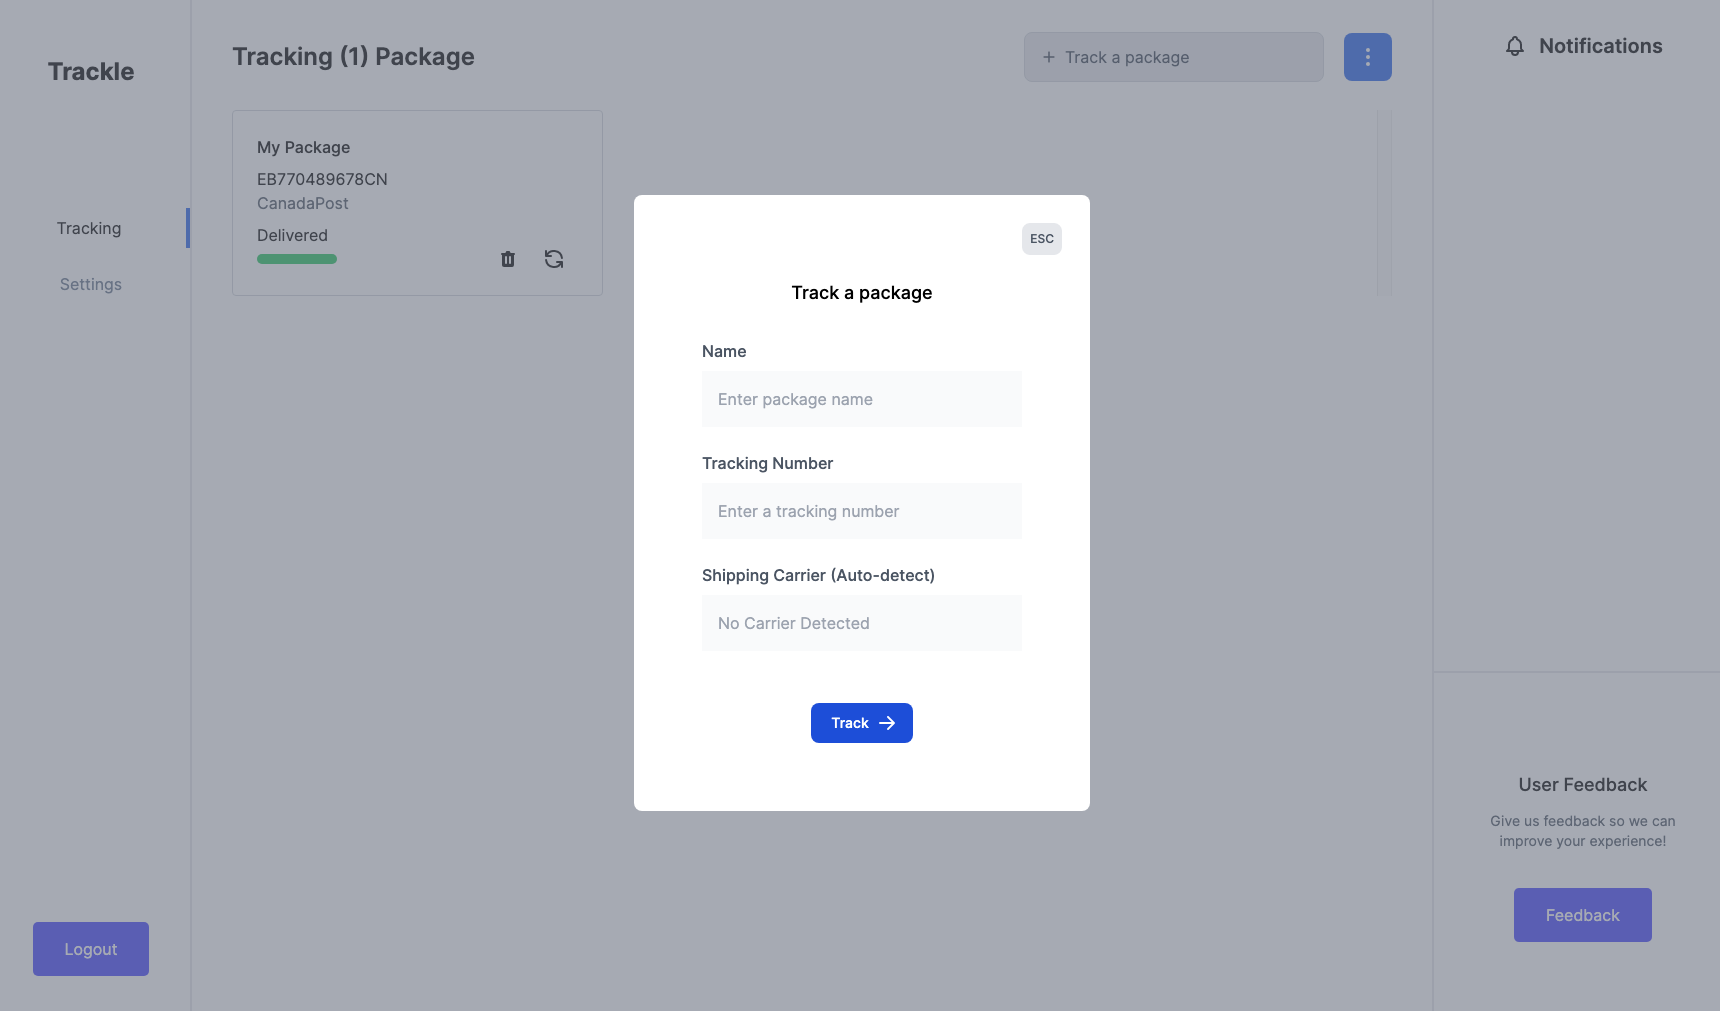 Trackle
Tracking
Settings
Logout
Tracking (1) Package
+ Track a package
My Package
EB770489678CN
CanadaPost
Delivered
ESC
Track a package
Name
Enter package name
Tracking Number
Enter a tracking number
Shipping Carrier (Auto-detect)
No Carrier Detected
Track →
Notifications
User Feedback
Give us feedback so we can
improve your experience!
Feedback